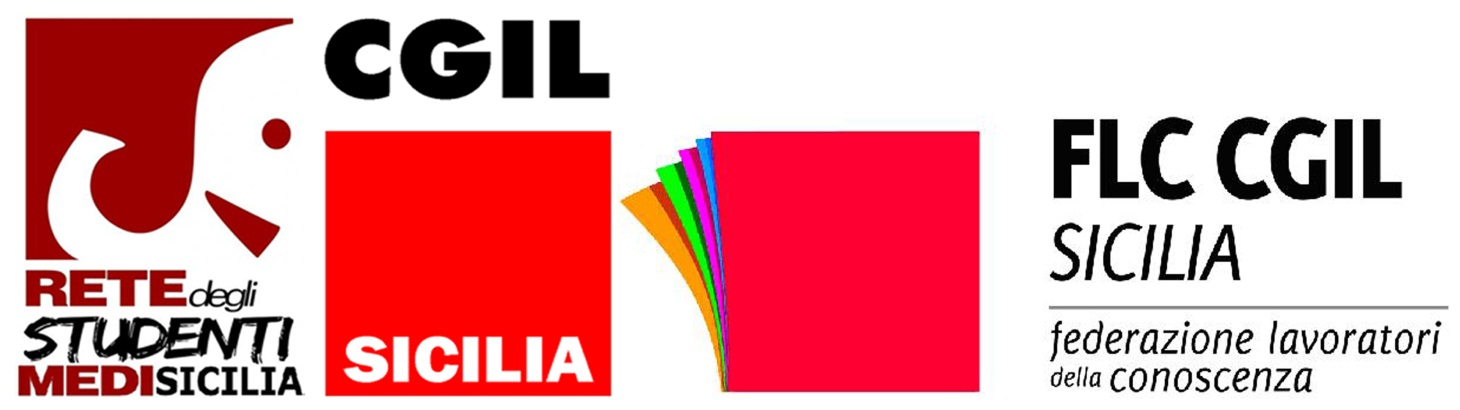 RETE degli
STUDENTI
MEDI SICILIA
CGIL
SICILIA
FLC CGIL
SICILIA
federazione lavoratori
della conoscenza